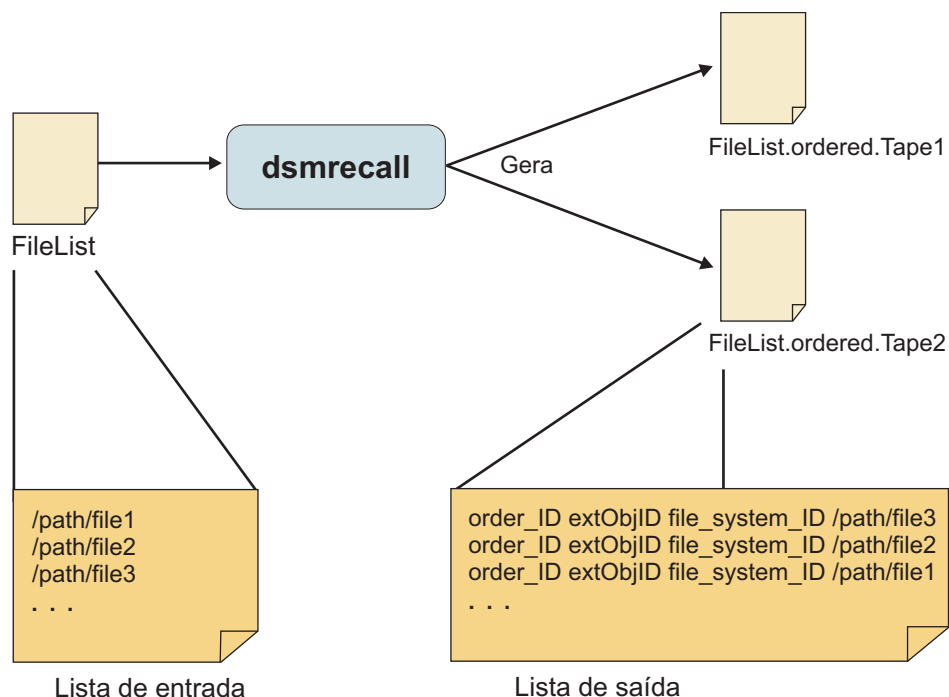 FileList
dsmrecall
Gera
FileList.ordered.Tape1
FileList.ordered.Tape2
/path/file1
/path/file2
/path/file3
. . .
Lista de entrada
order_ID extObjID file_system_ID /path/file3
order_ID extObjID file_system_ID /path/file2
order_ID extObjID file_system_ID /path/file1
. . .
Lista de saída